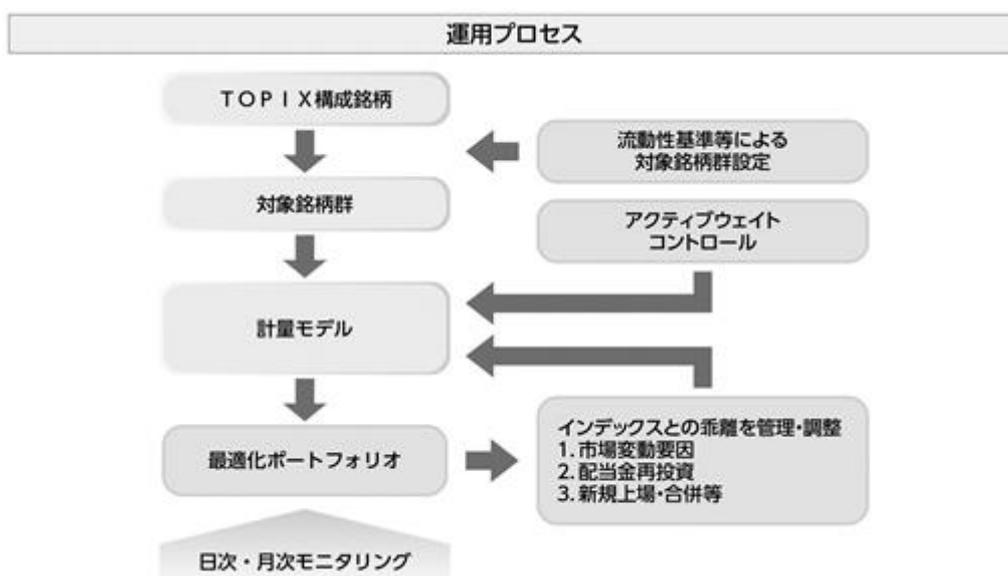 運用プロセス
TOPIX構成銘柄
流動性基準等による
対象銘柄群設定
対象銘柄群
アクティブウェイト
コントロール
計量モデル
最適化ポートフォリオ
インデックスとの乖離を管理・調整
1. 市場変動要因
2. 配当金再投資
3. 新規上場・合併等
日次・月次モニタリング